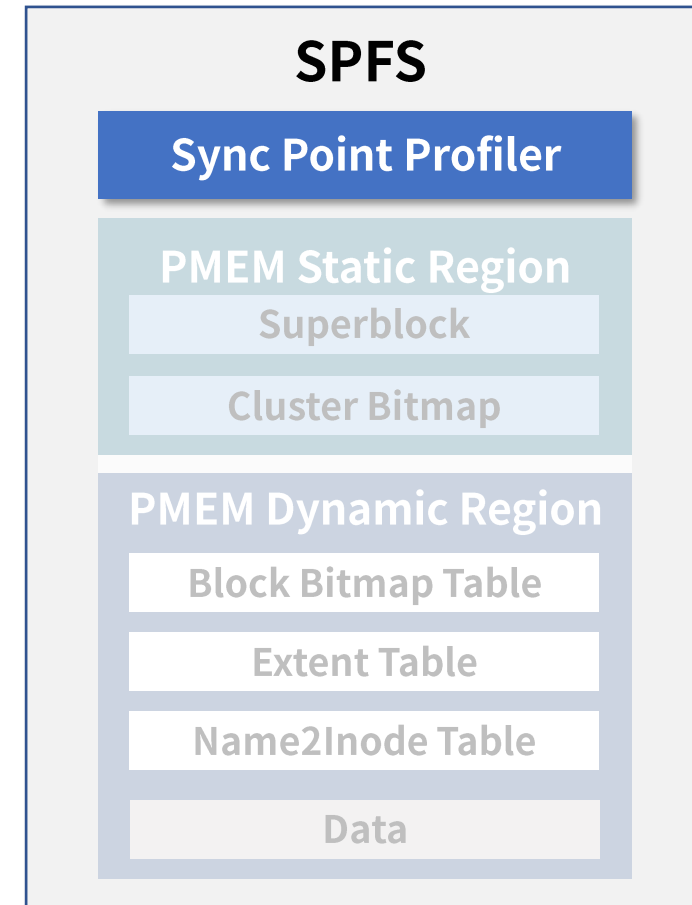 SPFS
Sync Point Profiler
PMEM Static Region
Superblock
Cluster Bitmap
PMEM Dynamic Region
Block Bitmap Table
Extent Table
Name2Inode Table
Data